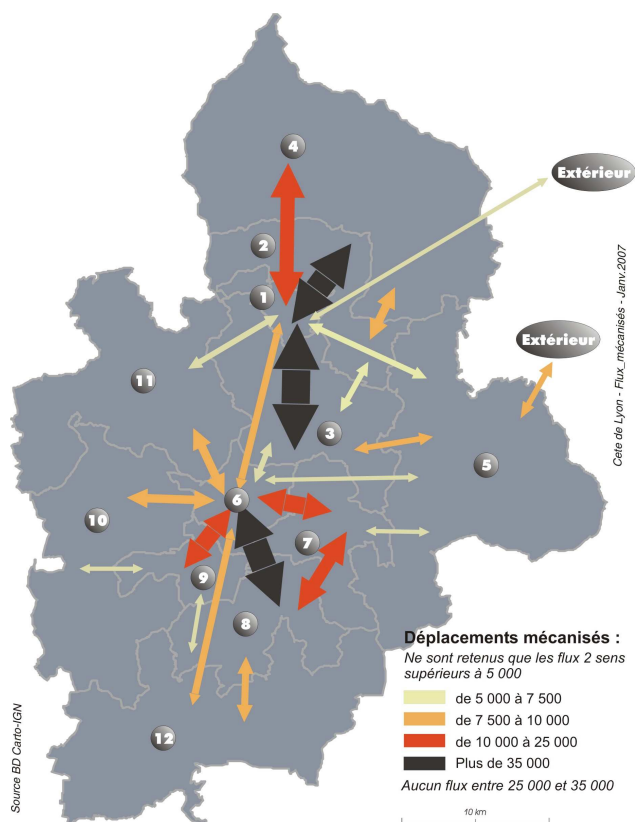 4
Extérieur
2
1
Cete de Lyon - Flux_mécanisés - Janv.2007
Extérieur
11
3
5
6
10
7
9
8
12
Déplacements mécanisés :
Ne sont retenus que les flux 2 sens
supérieurs à 5 000
de 5 000 à 7 500
de 7 500 à 10 000
de 10 000 à 25 000
Plus de 35 000
Aucun flux entre 25 000 et 35 000
Source BD Carto-IGN
10 km